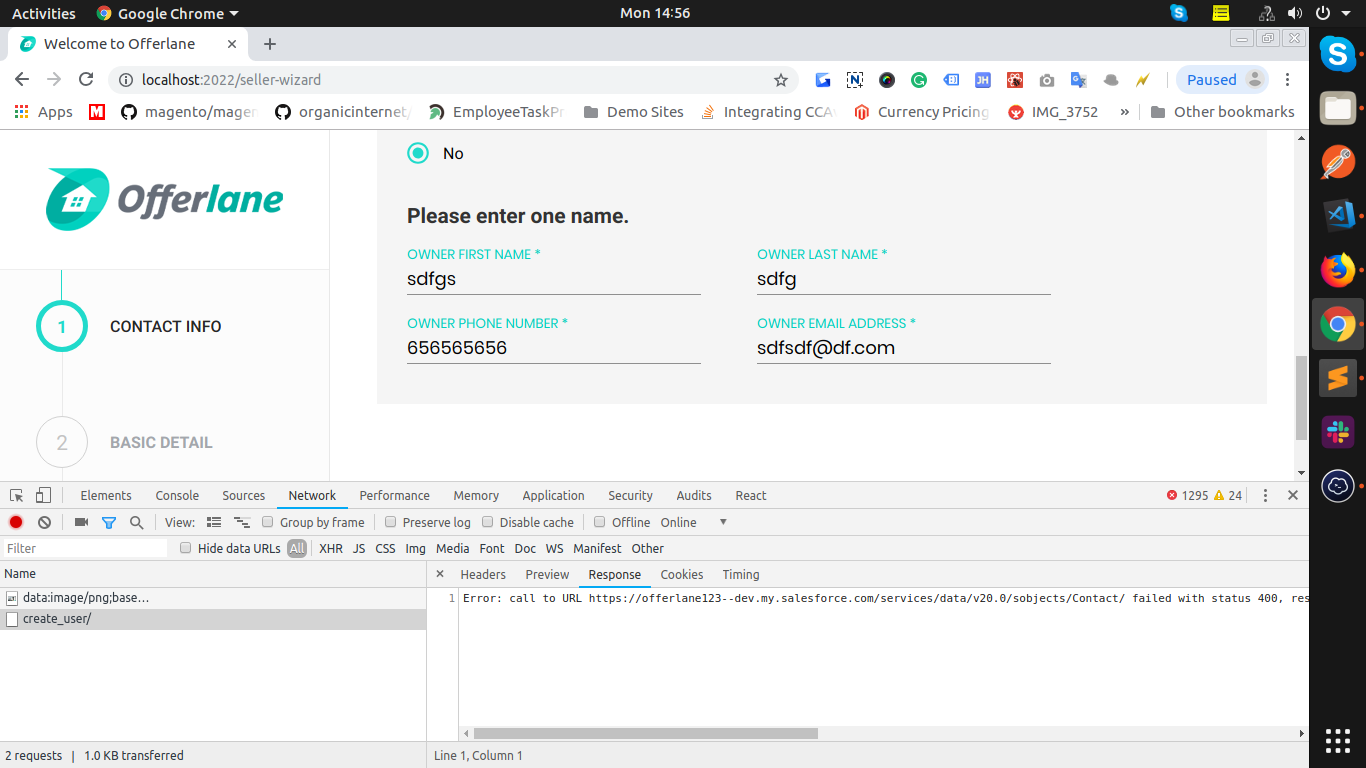 Activities Google Chrome Mon 14:56
Welcome to Offerlane
localhost:2022/seller-wizard Paused
Apps magento/magen organicinternet/ EmployeeTaskPr Demo Sites Integrating CCAv Currency Pricing IMG_3752 » Other bookmarks
Offerlane
No
Please enter one name.
OWNER FIRST NAME * OWNER LAST NAME *
sdfgs sdfg
OWNER PHONE NUMBER * OWNER EMAIL ADDRESS *
656565656 sdfsdf@df.com
1 CONTACT INFO
2 BASIC DETAIL
Elements Console Sources Network Performance Memory Application Security Audits React 1295 24
View: Group by frame Preserve log Disable cache Offline Online
Filter Hide data URLs All XHR JS CSS Img Media Font Doc WS Manifest Other
Name Headers Preview Response Cookies Timing
data:image/png;base…
create_user/
1 Error: call to URL https://offerlane123--dev.my.salesforce.com/services/data/v20.0/sobjects/Contact/ failed with status 400, res
2 requests | 1.0 KB transferred Line 1, Column 1